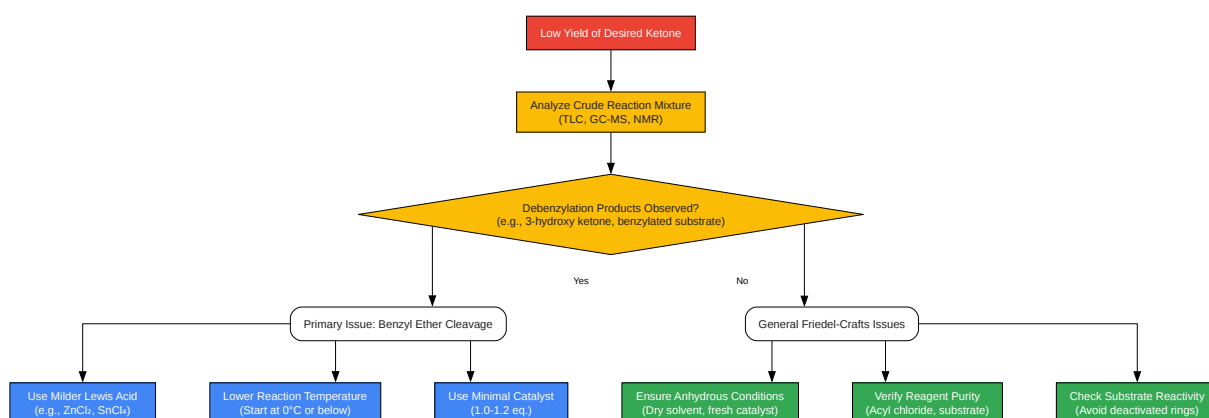 Low Yield of Desired Ketone
Analyze Crude Reaction Mixture
(TLC, GC-MS, NMR)
Debenzylation Products Observed?
(e.g., 3-hydroxy ketone, benzylated substrate)
Yes
No
Primary Issue: Benzyl Ether Cleavage
General Friedel-Crafts Issues
Use Milder Lewis Acid
(e.g., ZnCl₂, SnCl₄)
Lower Reaction Temperature
(Start at 0°C or below)
Use Minimal Catalyst
(1.0-1.2 eq.)
Ensure Anhydrous Conditions
(Dry solvent, fresh catalyst)
Verify Reagent Purity
(Acyl chloride, substrate)
Check Substrate Reactivity
(Avoid deactivated rings)